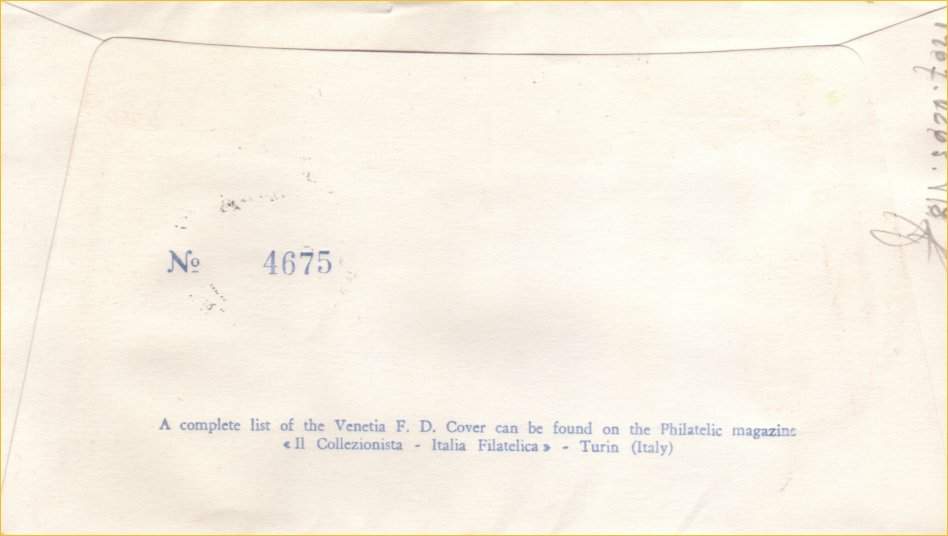 Nº 4675
A complete list of the Venetia F. D. Cover can be found on the Philatelic magazine
« Il Collezionista - Italia Filatelica » - Turin (Italy)